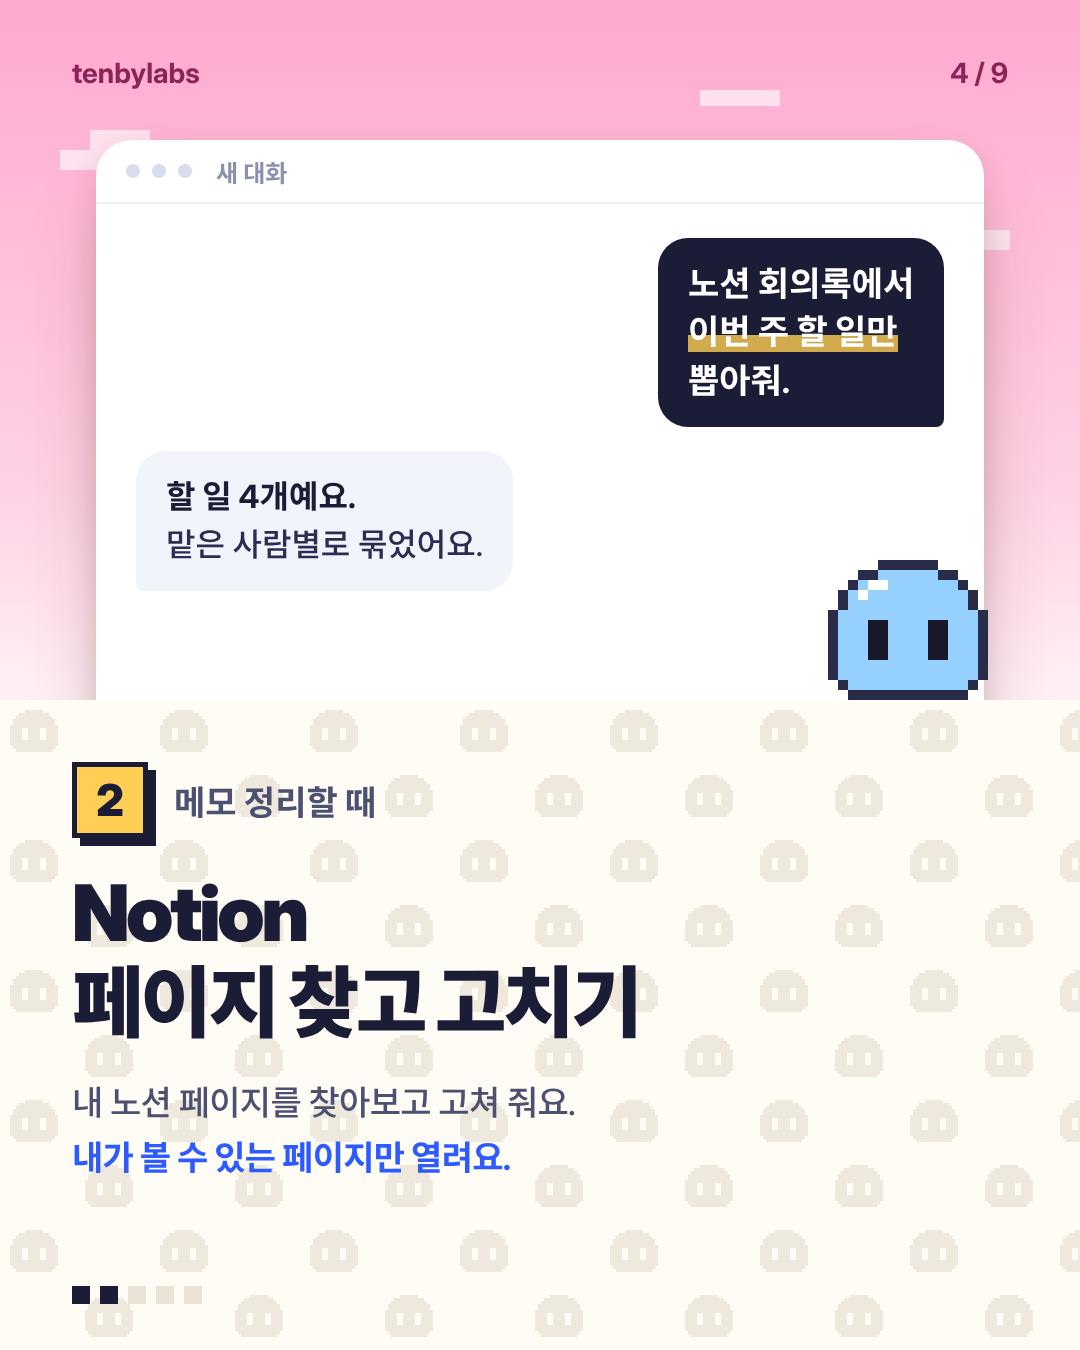 tenbylabs
4 / 9
새 대화
노션 회의록에서
이번 주 할 일만
뽑아줘.
할 일 4개예요.
맡은 사람별로 묶었어요.
2
메모 정리할 때
Notion
페이지 찾고 고치기
내 노션 페이지를 찾아보고 고쳐 줘요.
내가 볼 수 있는 페이지만 열려요.